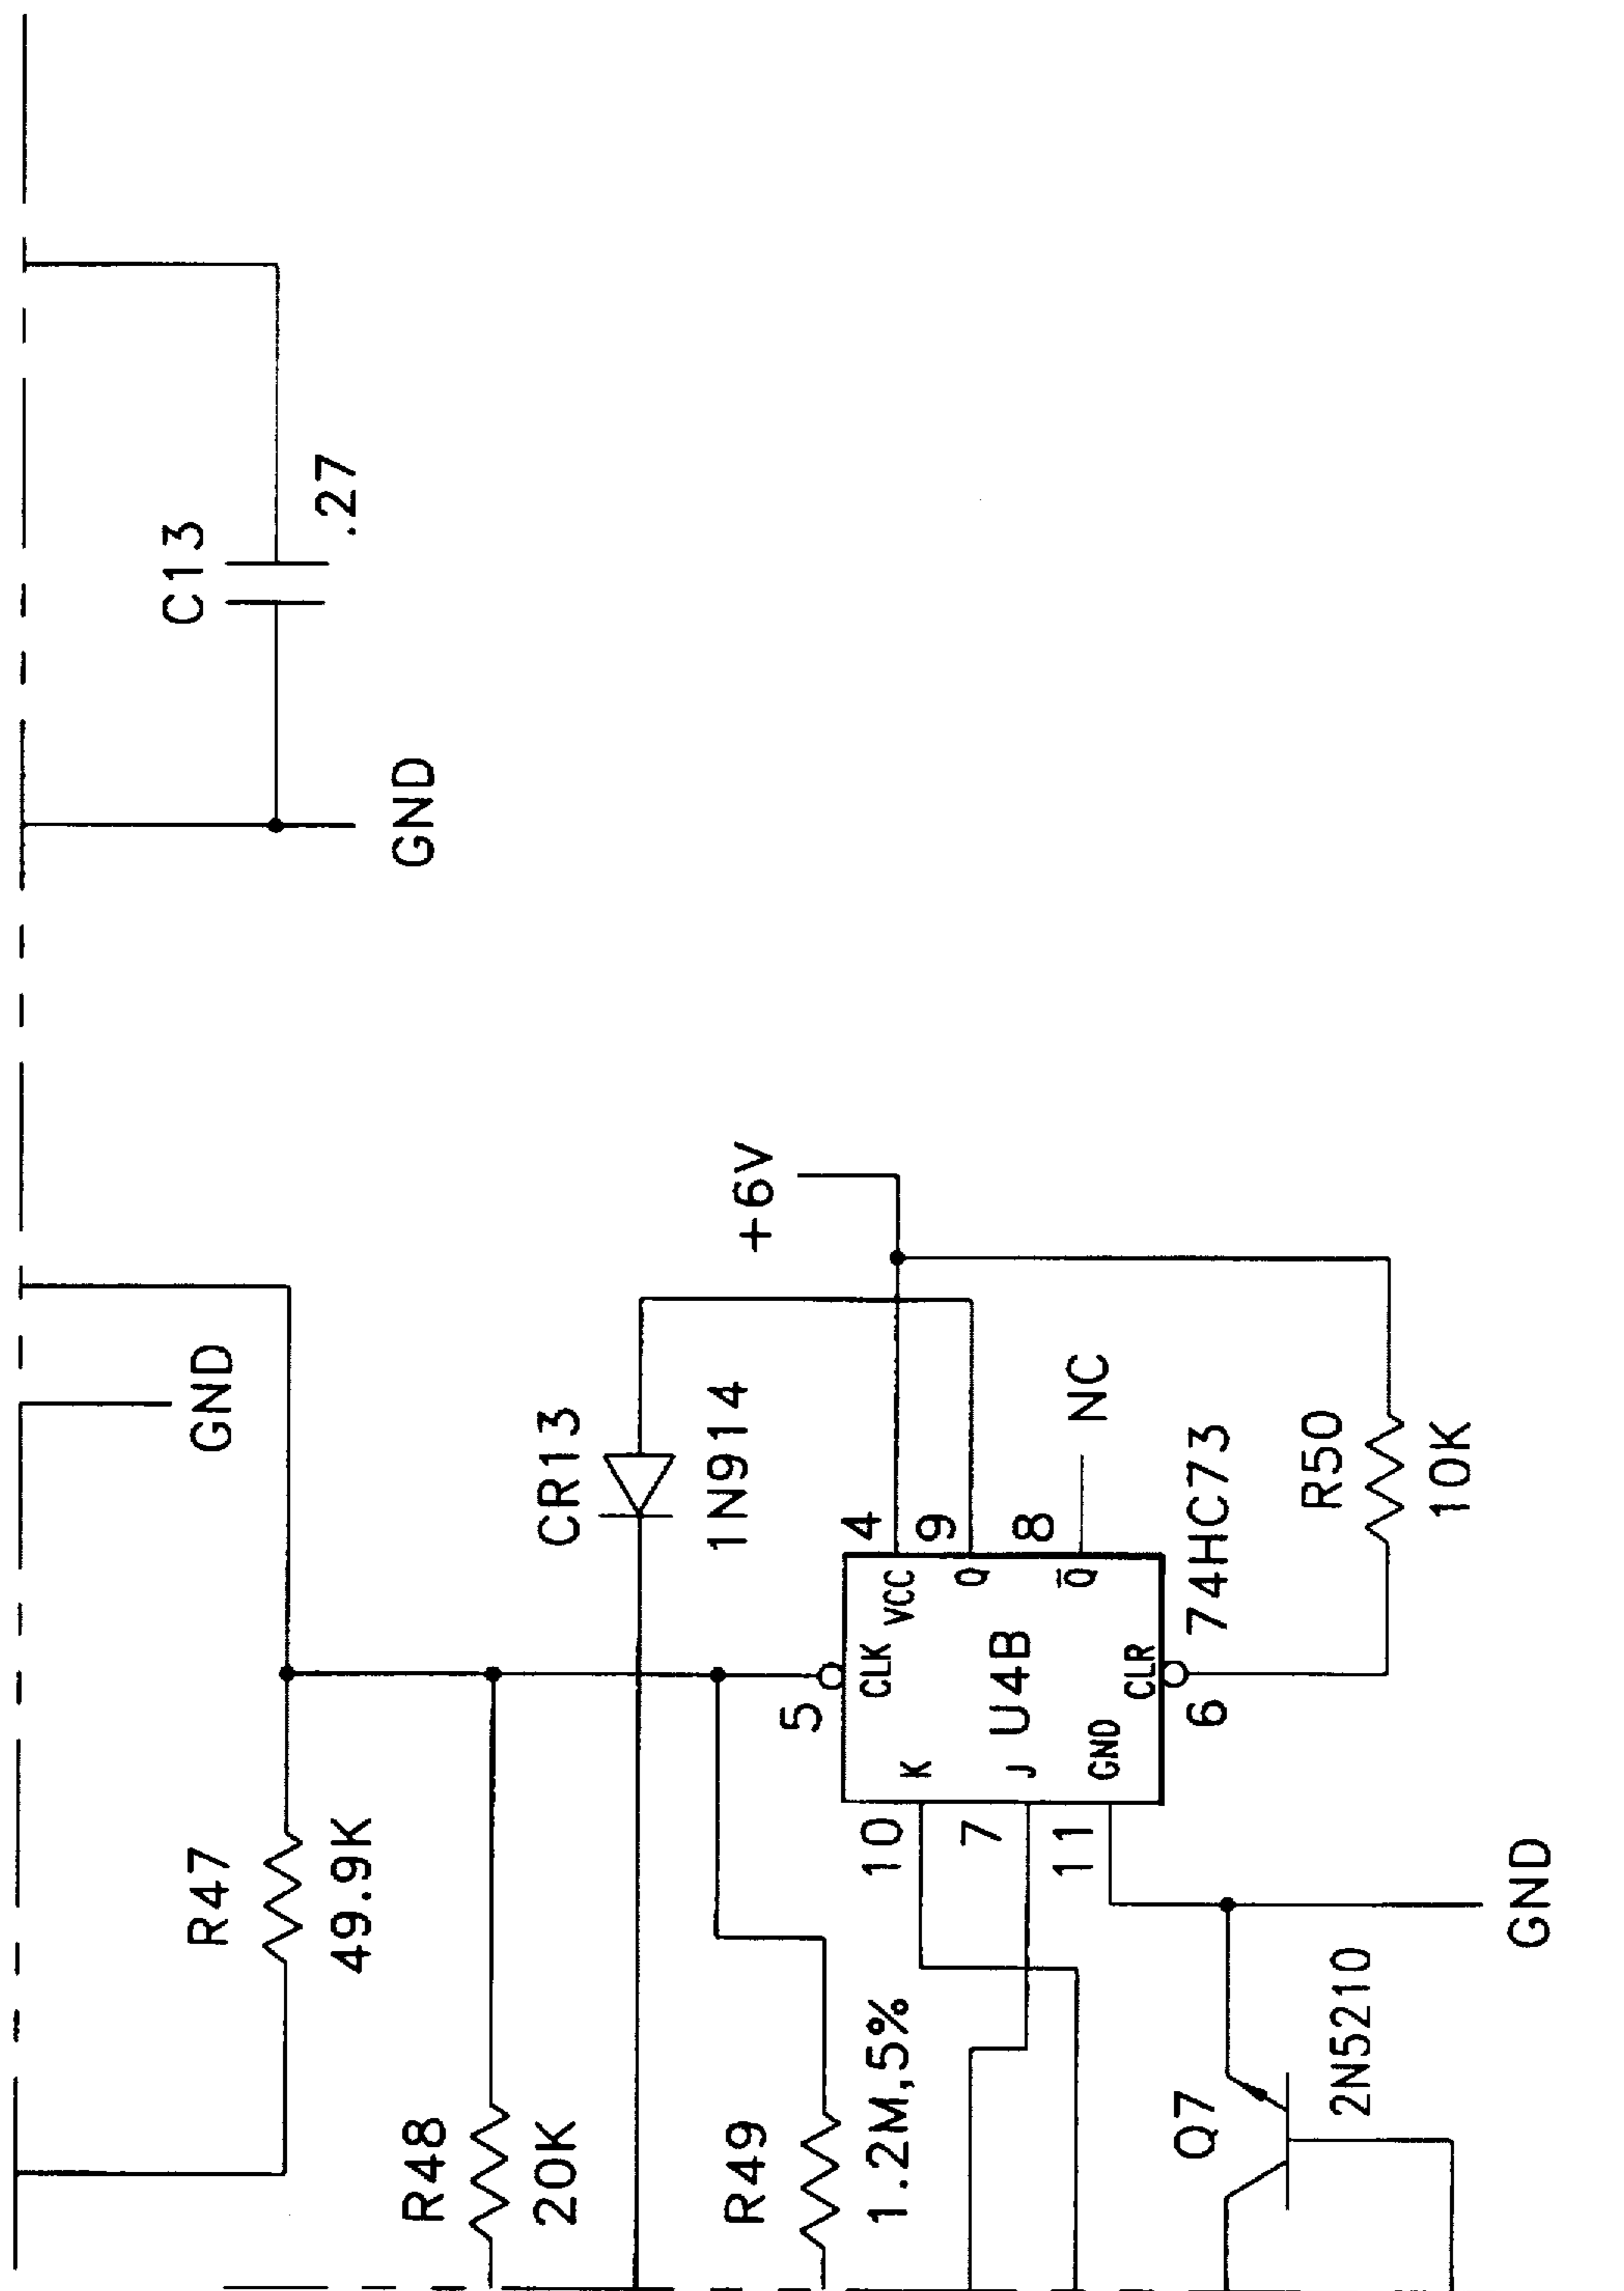 C13
.27
GND
GND
+6V
CR13
1N914
R47
49.9K
R48
20K
R49
1.2M,5%
4
9
8
NC
5
CLK
VCC
Q
Q̅
K
J
U4B
GND
CLR
10
7
11
6
74HC73
R50
10K
GND
Q7
2N5210